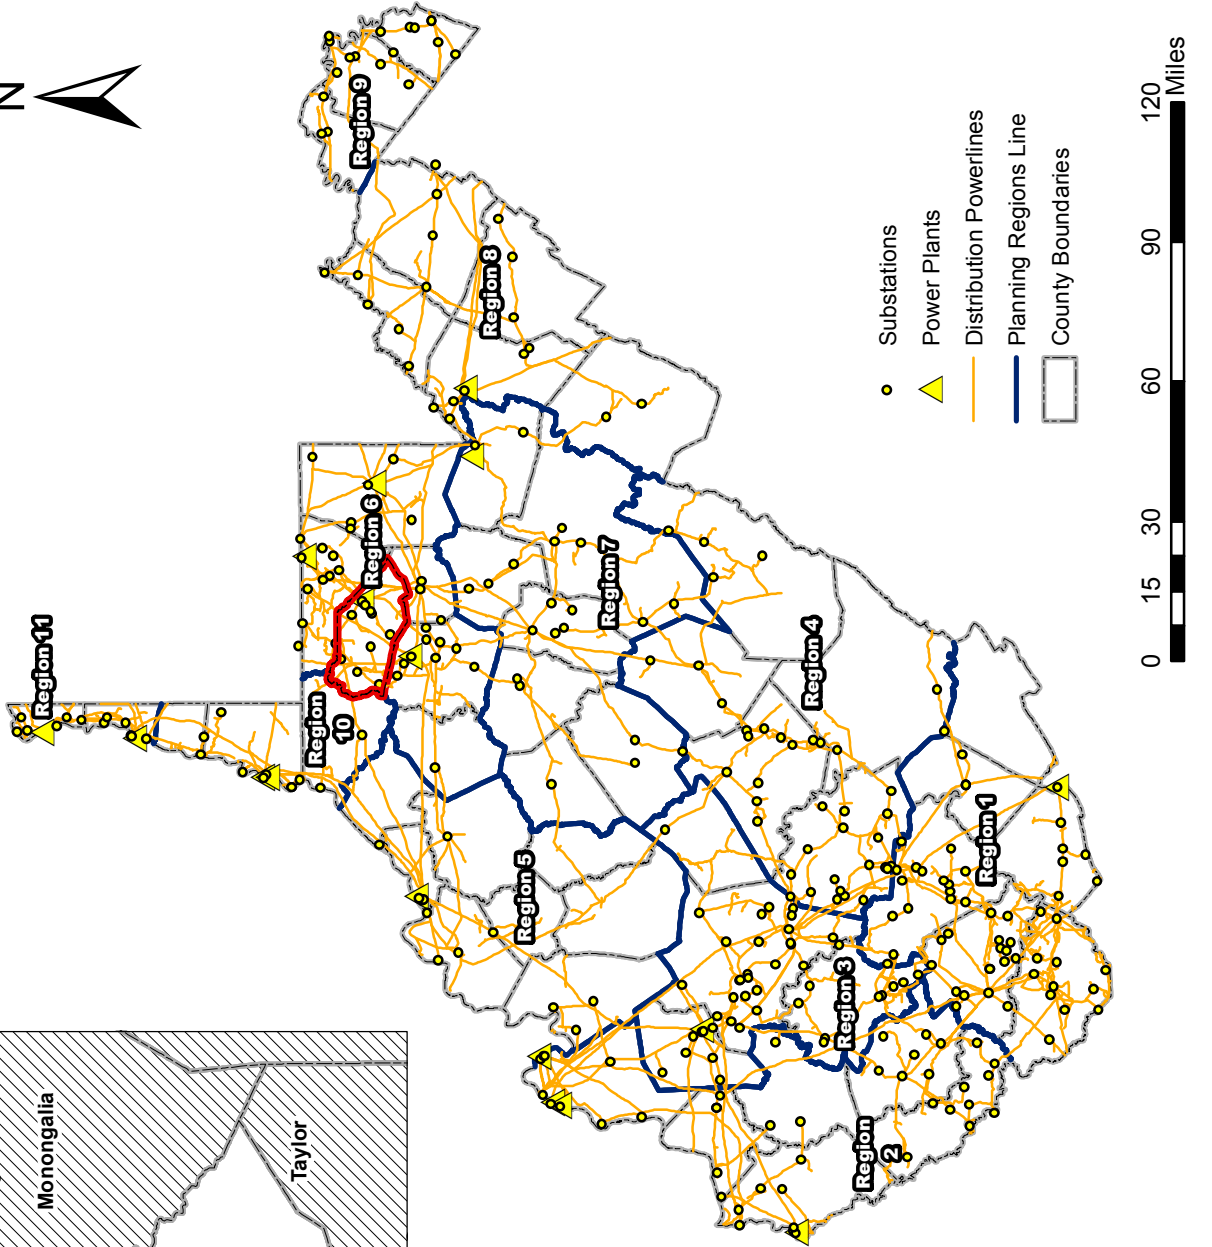 N
Region 11
Monongalia
Taylor
Region 9
Region 8
Region 6
Region
10
Region 7
Region 5
Region 4
Region 3
Region 1
Region
2
Substations
Power Plants
Distribution Powerlines
Planning Regions Line
County Boundaries
0
15
30
60
90
120
Miles